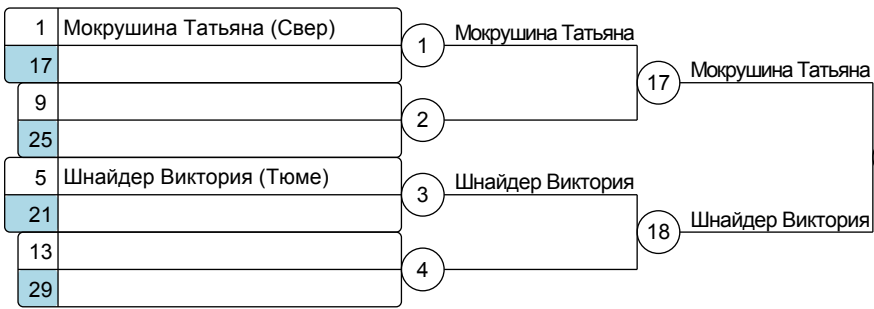 1 Мокрушина Татьяна (Свер)
17
1 Мокрушина Татьяна
9
25
2
17 Мокрушина Татьяна
5 Шнайдер Виктория (Тюме)
21
3 Шнайдер Виктория
13
29
4
18 Шнайдер Виктория